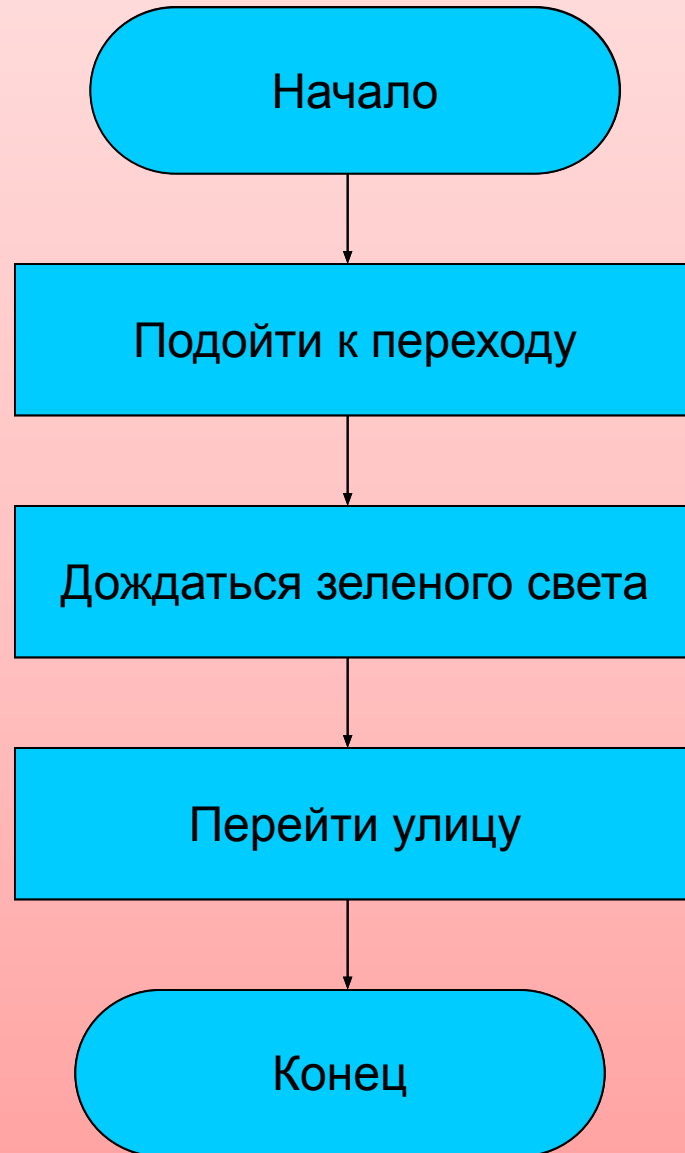 Начало
Подойти к переходу
Дождаться зеленого света
Перейти улицу
Конец